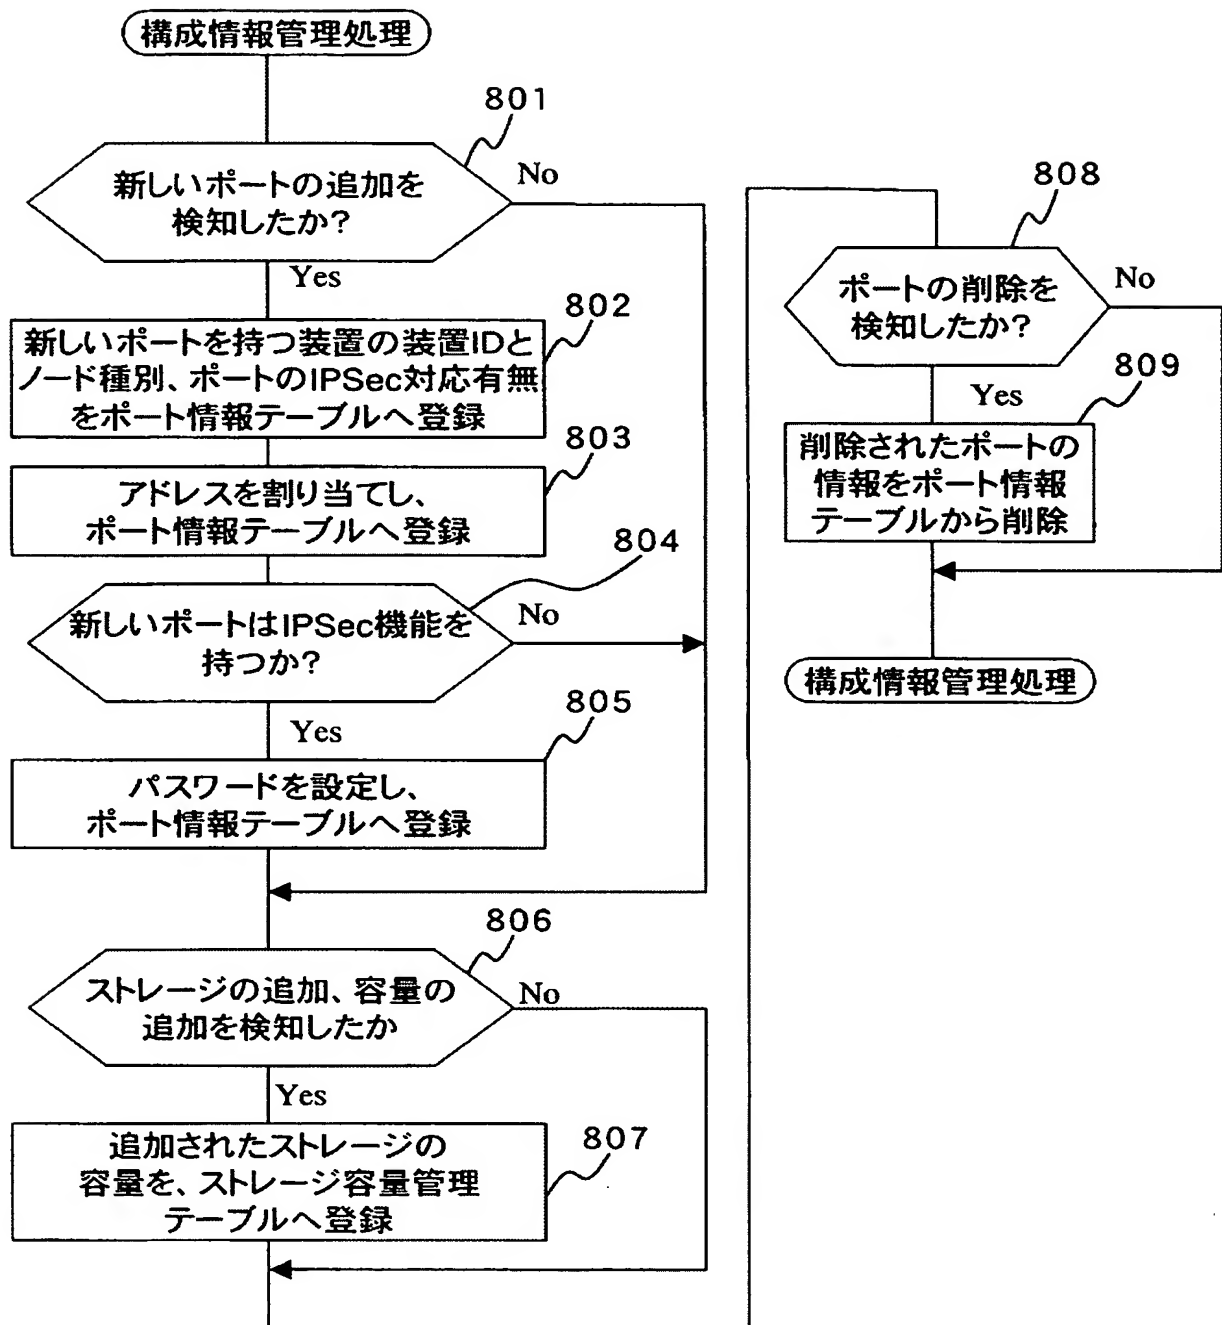 構成情報管理処理
801
新しいポートの追加を
検知したか?
No
Yes
802
新しいポートを持つ装置の装置IDと
ノード種別、ポートのIPSec対応有無
をポート情報テーブルへ登録
803
アドレスを割り当てし、
ポート情報テーブルへ登録
804
新しいポートはIPSec機能を
持つか?
No
Yes
805
パスワードを設定し、
ポート情報テーブルへ登録
806
ストレージの追加、容量の
追加を検知したか
No
Yes
807
追加されたストレージの
容量を、ストレージ容量管理
テーブルへ登録
808
ポートの削除を
検知したか?
No
Yes
809
削除されたポートの
情報をポート情報
テーブルから削除
構成情報管理処理